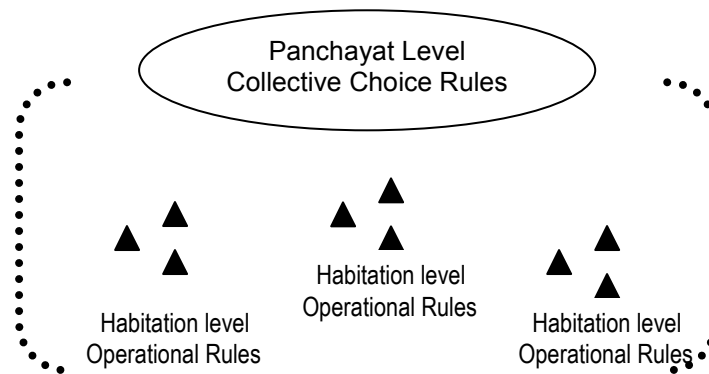 Panchayat Level
Collective Choice Rules
Habitation level
Operational Rules
Habitation level
Operational Rules
Habitation level
Operational Rules